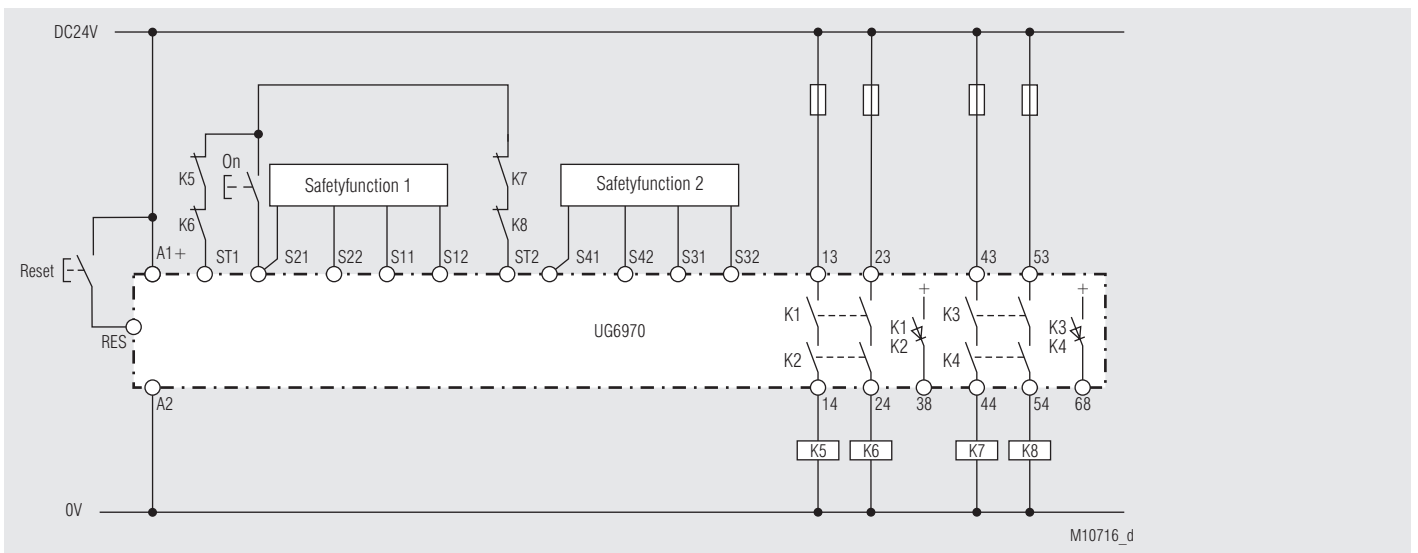 DC24V
On
K5
K6
Safetyfunction 1
K7
K8
Safetyfunction 2
Reset
A1+
ST1
S21
S22
S11
S12
ST2
S41
S42
S31
S32
13
23
43
53
RES
UG6970
K1
K2
+
K1
K2
K3
K4
+
K3
K4
A2
14
24
38
44
54
68
K5
K6
K7
K8
0V
M10716_d